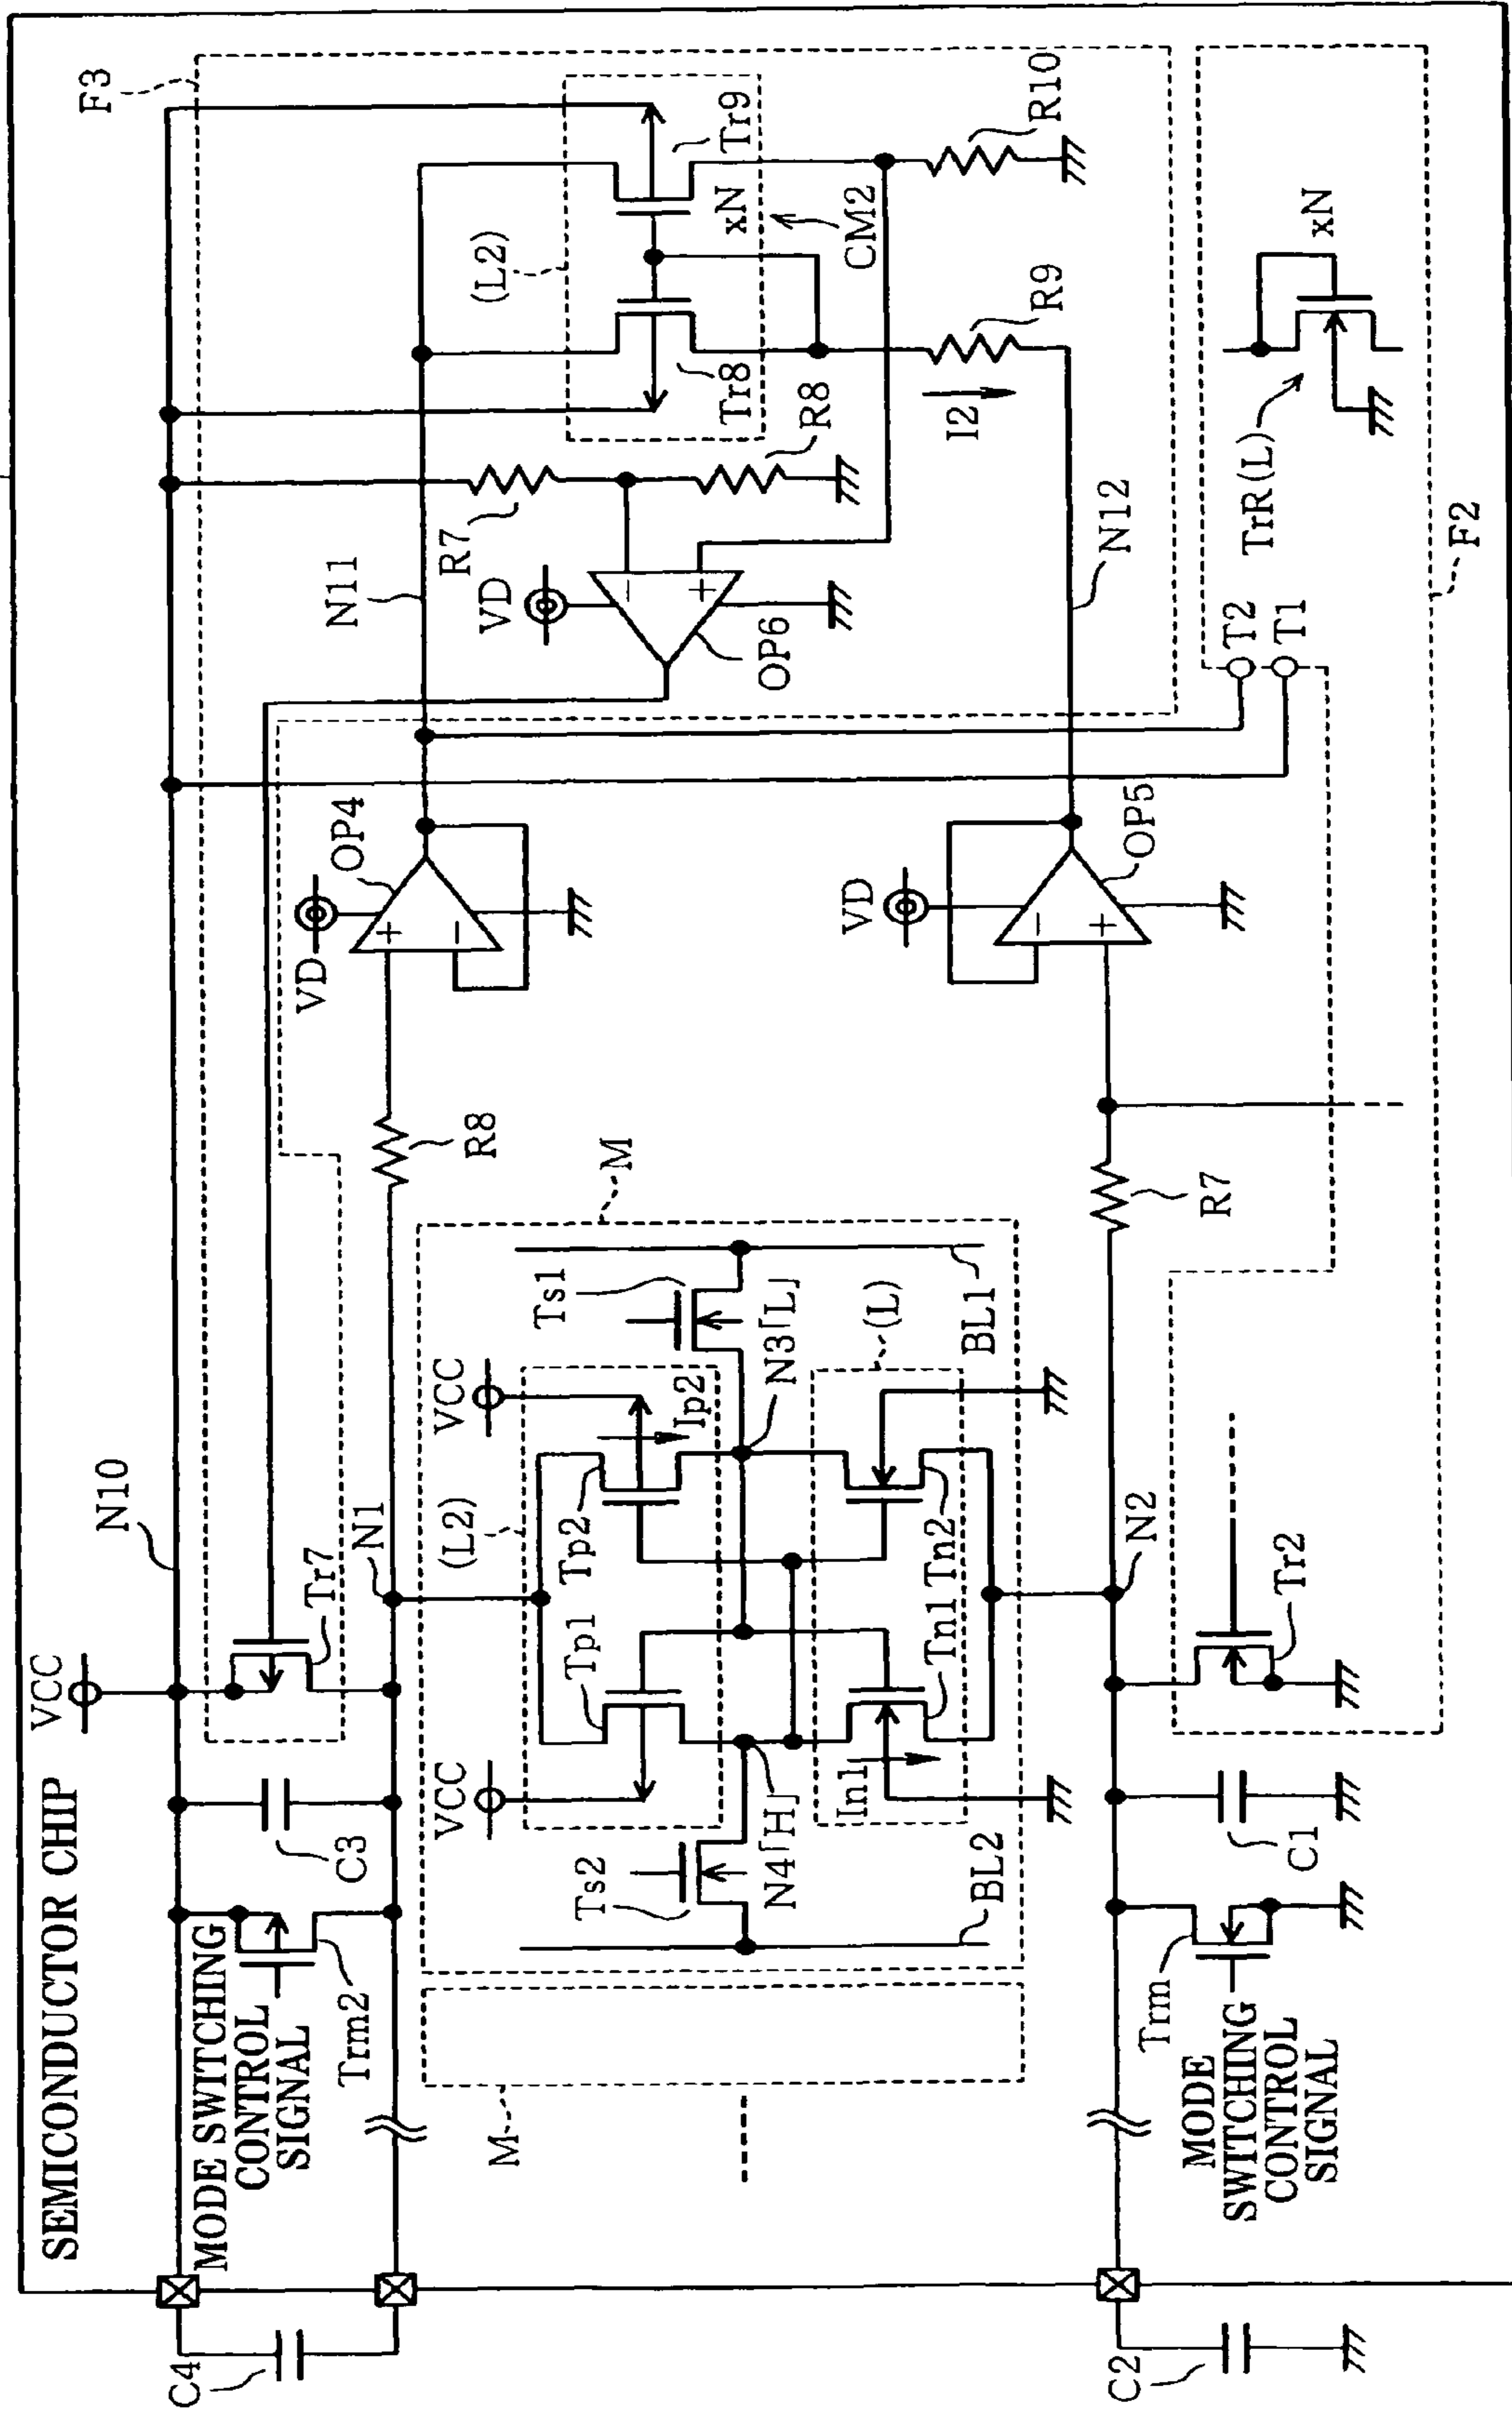 SEMICONDUCTOR CHIP
VCC
N10
F3
MODE SWITCHING
CONTROL
SIGNAL
Trm2
C3
C4
Tr7
N1
R8
VD
OP4
N11
VD
OP6
R7
R8
(L2)
Tr8
Tr9
xN
CM2
R9
R10
I2
N12
M
M
VCC
VCC
(L2)
Tp1
Tp2
Ip2
Ts1
Ts2
N3「L」
N4「H」
In1
Tn1
Tn2
(L)
BL1
BL2
VD
OP5
R7
N2
T2
T1
TrR(L)
xN
F2
Tr2
C1
C2
Trm
MODE
SWITCHING
CONTROL
SIGNAL